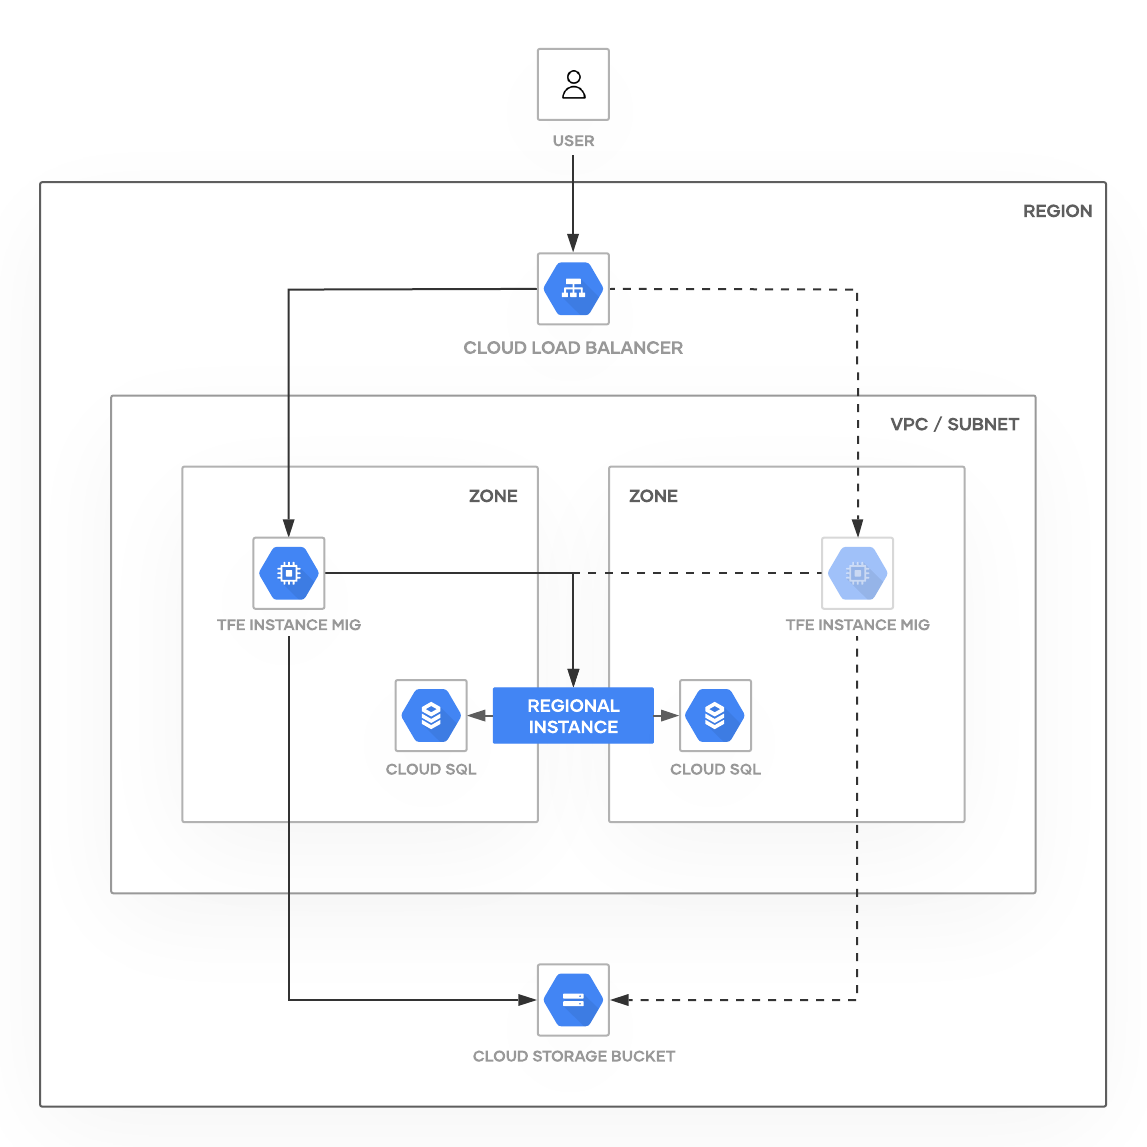 USER
REGION
CLOUD LOAD BALANCER
VPC / SUBNET
ZONE
ZONE
TFE INSTANCE MIG
TFE INSTANCE MIG
REGIONAL
INSTANCE
CLOUD SQL
CLOUD SQL
CLOUD STORAGE BUCKET